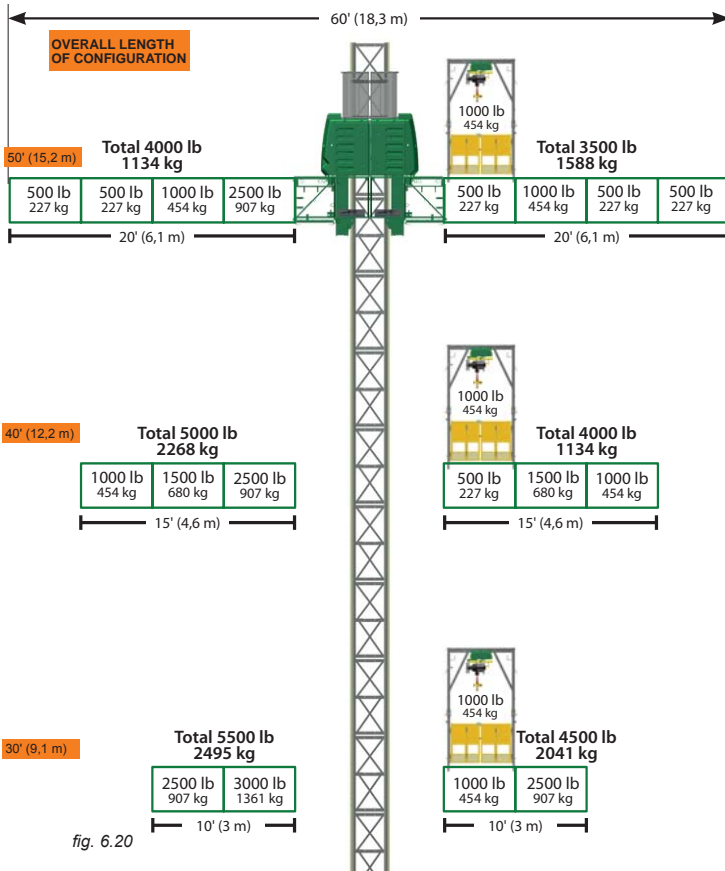 60' (18,3 m)
OVERALL LENGTH
OF CONFIGURATION
1000 lb
454 kg
50' (15,2 m)
Total 4000 lb
1134 kg
Total 3500 lb
1588 kg
500 lb 500 lb 1000 lb 2500 lb
227 kg 227 kg 454 kg 907 kg
500 lb 1000 lb 500 lb 500 lb
227 kg 454 kg 227 kg 227 kg
20' (6,1 m) 20' (6,1 m)
1000 lb
454 kg
40' (12,2 m)
Total 5000 lb
2268 kg
Total 4000 lb
1134 kg
1000 lb 1500 lb 2500 lb
454 kg 680 kg 907 kg
500 lb 1500 lb 1000 lb
227 kg 680 kg 454 kg
15' (4,6 m) 15' (4,6 m)
1000 lb
454 kg
30' (9,1 m)
Total 5500 lb
2495 kg
Total 4500 lb
2041 kg
2500 lb 3000 lb
907 kg 1361 kg
1000 lb 2500 lb
454 kg 907 kg
10' (3 m) 10' (3 m)
fig. 6.20